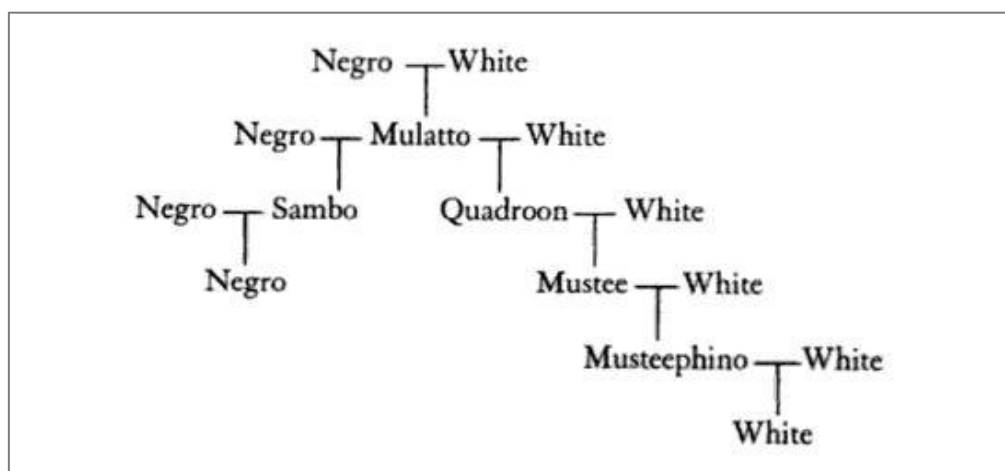 Negro White
Negro Mulatto White
Negro Sambo Quadroon White
Negro Mustee White
Musteephino White
White